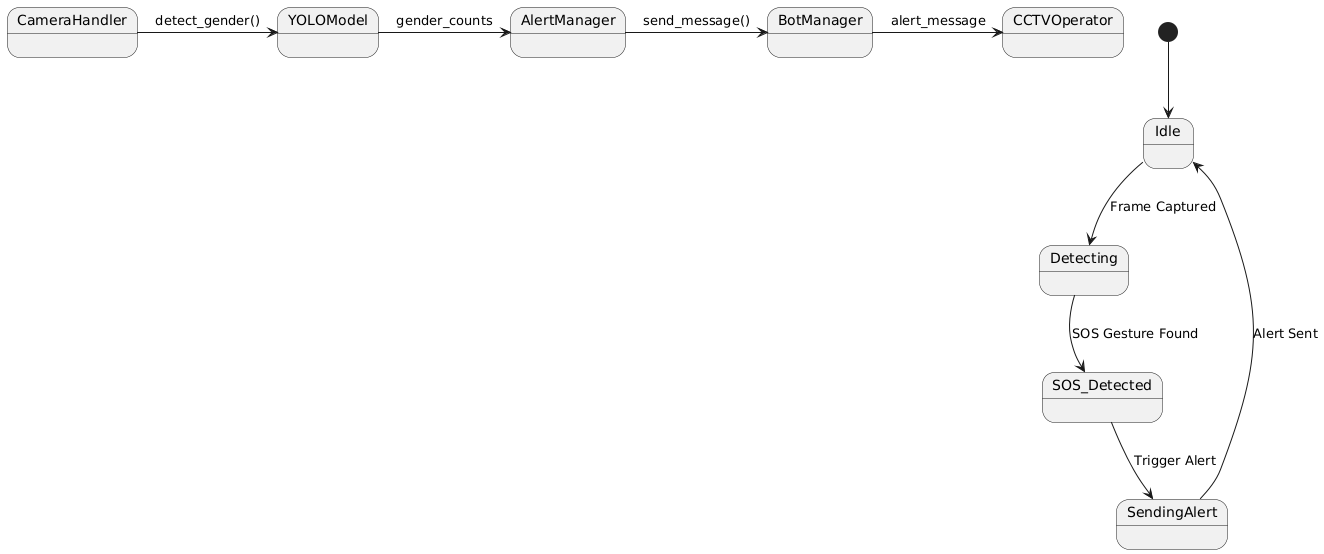 CameraHandler
detect_gender()
YOLOModel
gender_counts
AlertManager
send_message()
BotManager
alert_message
CCTVOperator
Idle
Frame Captured
Detecting
SOS Gesture Found
Alert Sent
SOS_Detected
Trigger Alert
SendingAlert